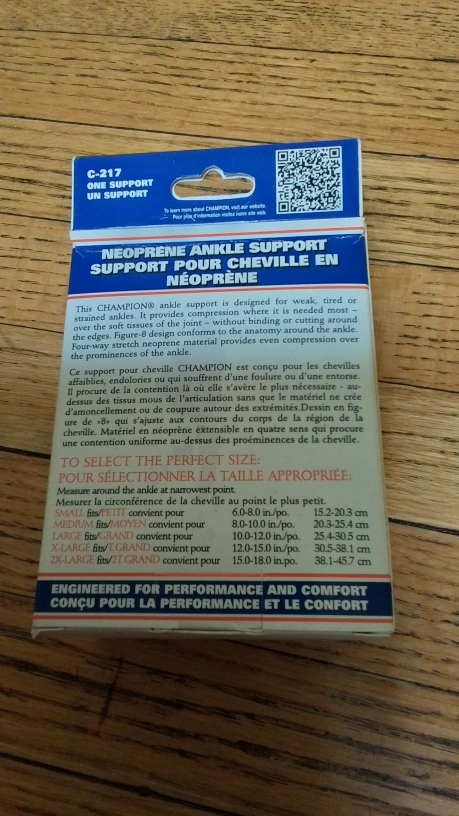 C-217
ONE SUPPORT
UN SUPPORT
To learn more about CHAMPION, visit our website.
Pour plus d'information visitez notre site web.
NEOPRENE ANKLE SUPPORT
SUPPORT POUR CHEVILLE EN
NÉOPRÈNE
This CHAMPION® ankle support is designed for weak, tired or
strained ankles. It provides compression where it is needed most –
over the soft tissues of the joint – without binding or cutting around
the edges. Figure-8 design conforms to the anatomy around the ankle.
Four-way stretch neoprene material provides even compression over
the prominences of the ankle.
Ce support pour cheville CHAMPION est conçu pour les chevilles
affaiblies, endolories ou qui souffrent d'une foulure ou d'une entorse.
Il procure de la contention là où elle s'avère le plus nécessaire - au-
dessus des tissus mous de l'articulation sans que le matériel ne crée
d'amoncellement ou de coupure autour des extrémités.Dessin en fig-
ure de «8» qui s'ajuste aux contours du corps de la région de la
cheville. Matériel en néoprène extensible en quatre sens qui procure
une contention uniforme au-dessus des proéminences de la cheville.
TO SELECT THE PERFECT SIZE:
POUR SÉLECTIONNER LA TAILLE APPROPRIÉE:
Measure around the ankle at narrowest point.
Mesurer la circonférence de la cheville au point le plus petit.
SMALL fits/PETIT convient pour 6.0-8.0 in./po. 15.2-20.3 cm
MEDIUM fits/MOYEN convient pour 8.0-10.0 in./po. 20.3-25.4 cm
LARGE fits/GRAND convient pour 10.0-12.0 in./po. 25.4-30.5 cm
X-LARGE fits/T.GRAND convient pour 12.0-15.0 in./po. 30.5-38.1 cm
2X-LARGE fits/2T.GRAND convient pour 15.0-18.0 in.po. 38.1-45.7 cm
ENGINEERED FOR PERFORMANCE AND COMFORT
CONÇU POUR LA PERFORMANCE ET LE CONFORT